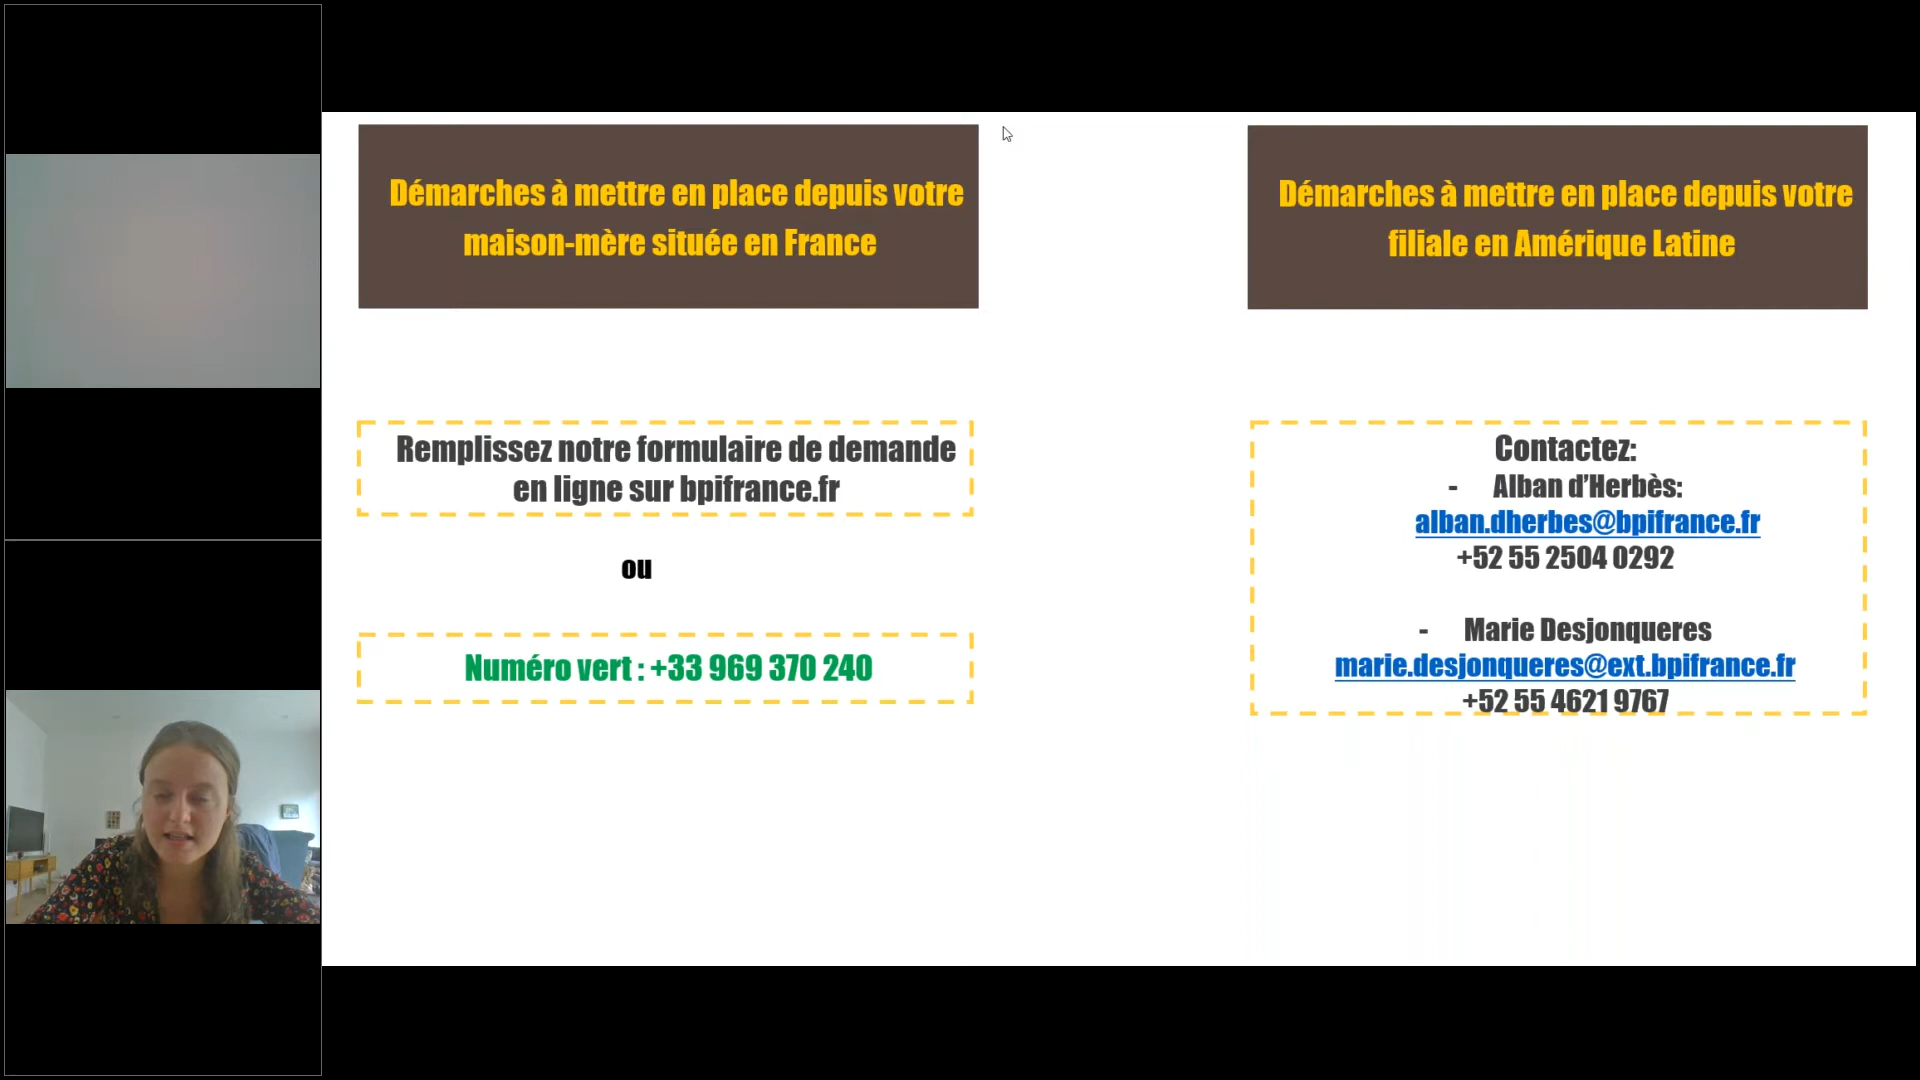 Démarches à mettre en place depuis votre
maison-mère située en France
Remplissez notre formulaire de demande
en ligne sur bpifrance.fr
ou
Numéro vert : +33 969 370 240
Démarches à mettre en place depuis votre
filiale en Amérique Latine
Contactez:
- Alban d’Herbès:
alban.dherbes@bpifrance.fr
+52 55 2504 0292
- Marie Desjonqueres
marie.desjonqueres@ext.bpifrance.fr
+52 55 4621 9767